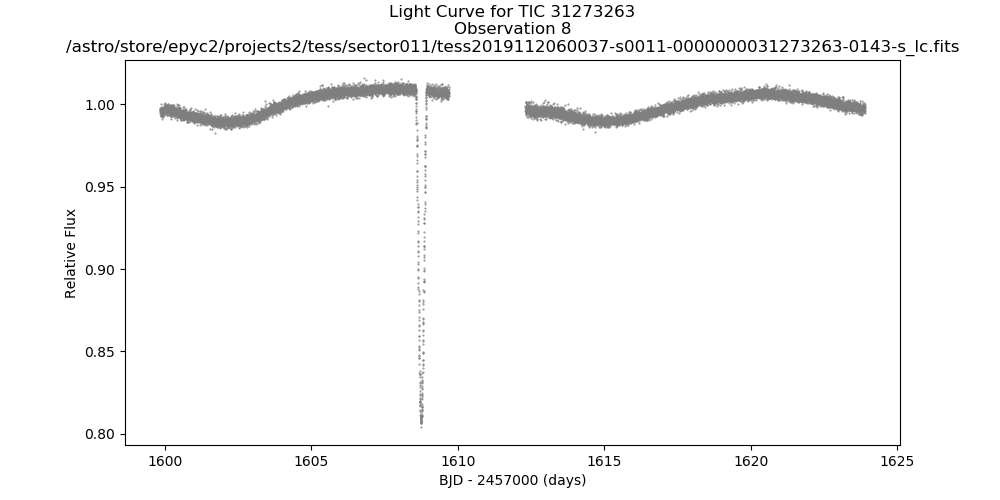 Light Curve for TIC 31273263
Observation 8
/astro/store/epyc2/projects2/tess/sector011/tess2019112060037-s0011-0000000031273263-0143-s_lc.fits
1.00
0.95
0.90
0.85
0.80
Relative Flux
1600
1605
1610
1615
1620
1625
BJD - 2457000 (days)